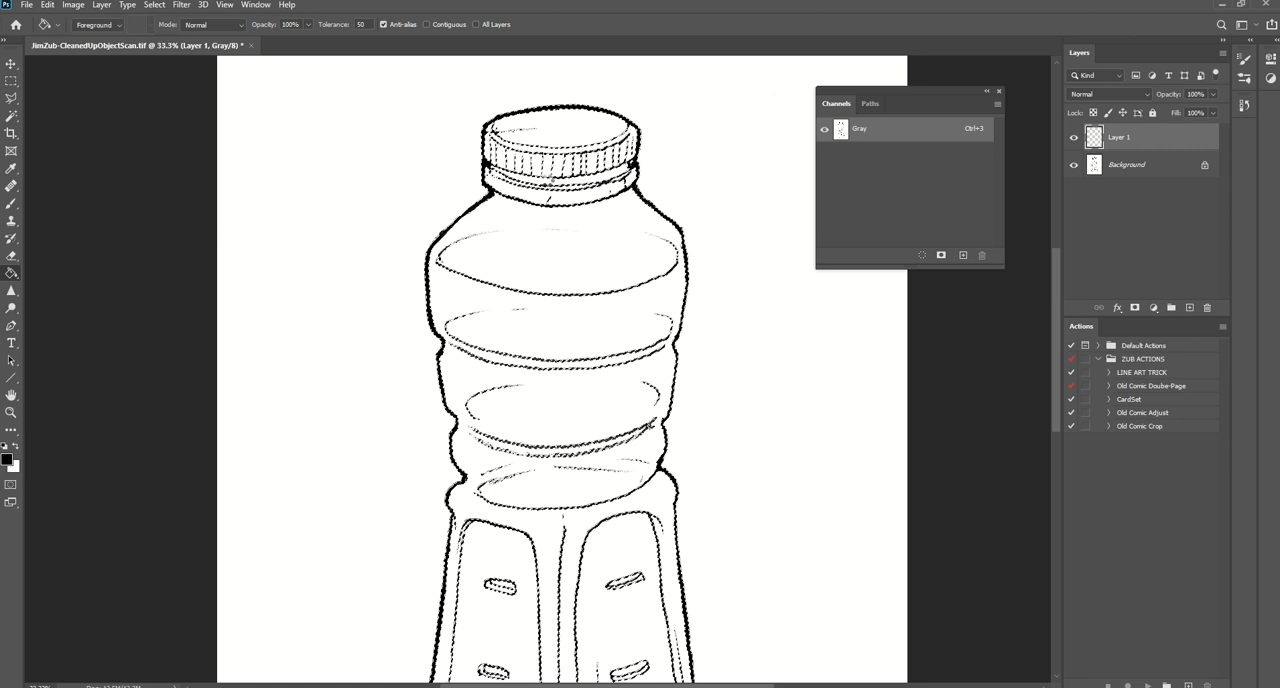 Ps File Edit Image Layer Type Select Filter 3D View Window Help
Foreground Mode: Normal Opacity: 100% Tolerance: 50 Anti-alias Contiguous All Layers
JimZub-CleanedUpObjectScan.tif @ 33.3% (Layer 1, Gray/8) * ×
Layers
Kind
Normal Opacity: 100%
Lock: Fill: 100%
Layer 1
Background
Channels Paths
Gray Ctrl+3
Actions
Default Actions
ZUB ACTIONS
LINE ART TRICK
Old Comic Doube-Page
CardSet
Old Comic Adjust
Old Comic Crop